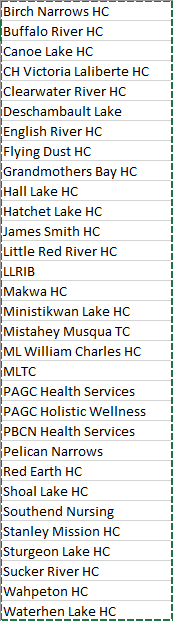 Birch Narrows HC
Buffalo River HC
Canoe Lake HC
CH Victoria Laliberte HC
Clearwater River HC
Deschambault Lake
English River HC
Flying Dust HC
Grandmothers Bay HC
Hall Lake HC
Hatchet Lake HC
James Smith HC
Little Red River HC
LLRIB
Makwa HC
Ministikwan Lake HC
Mistahey Musqua TC
ML William Charles HC
MLTC
PAGC Health Services
PAGC Holistic Wellness
PBCN Health Services
Pelican Narrows
Red Earth HC
Shoal Lake HC
Southend Nursing
Stanley Mission HC
Sturgeon Lake HC
Sucker River HC
Wahpeton HC
Waterhen Lake HC